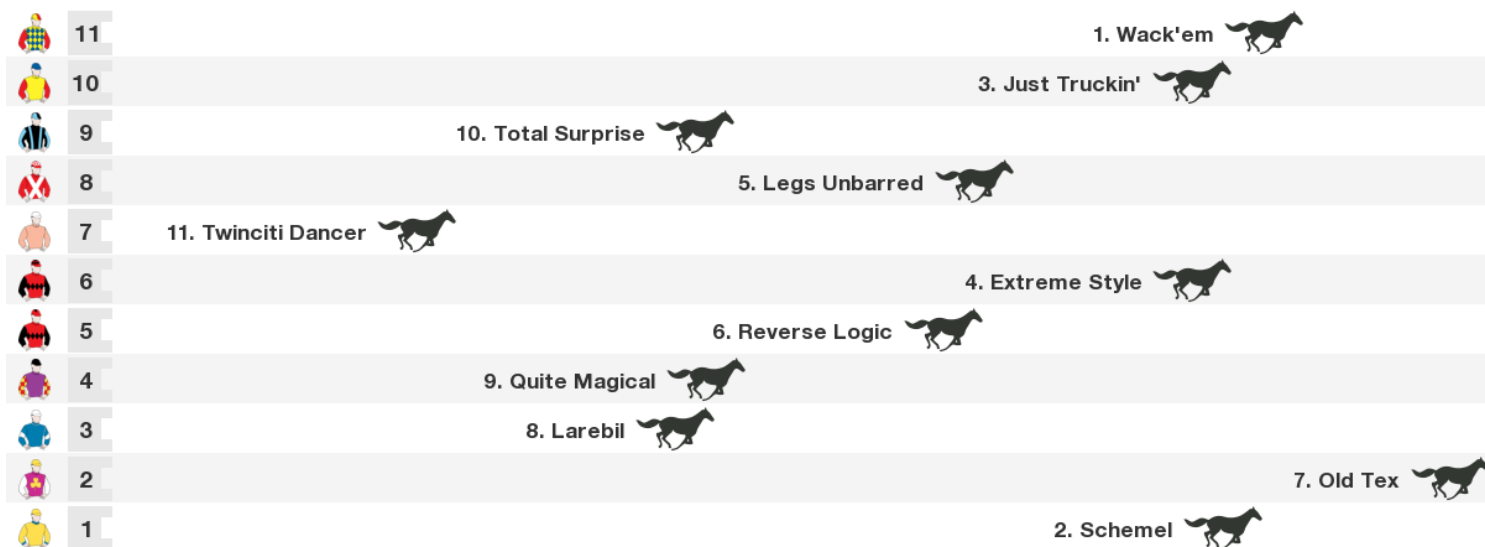 11 1. Wack'em
10 3. Just Truckin'
9 10. Total Surprise
8 5. Legs Unbarred
7 11. Twinciti Dancer
6 4. Extreme Style
5 6. Reverse Logic
4 9. Quite Magical
3 8. Larebil
2 7. Old Tex
1 2. Schemel